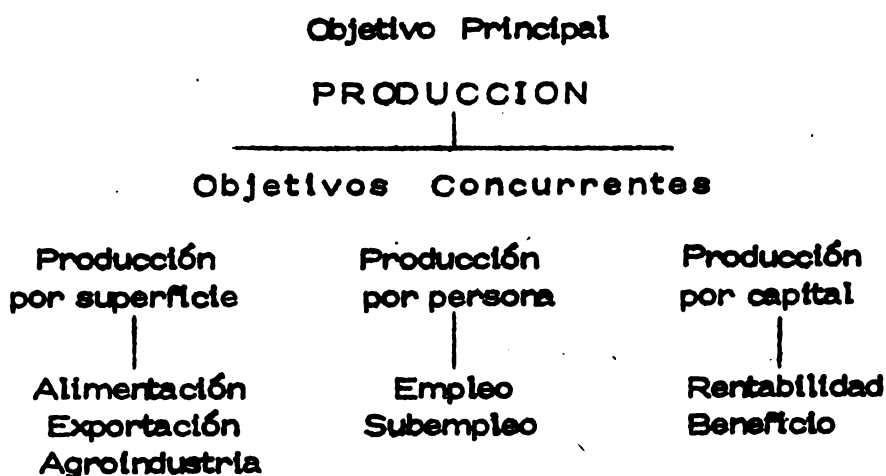 Objetivo Principal
PRODUCCION
Objetivos Concurrentes
Producción por superficie
Alimentación
Exportación
Agroindustria
Producción por persona
Empleo
Subempleo
Producción por capital
Rentabilidad
Beneficio